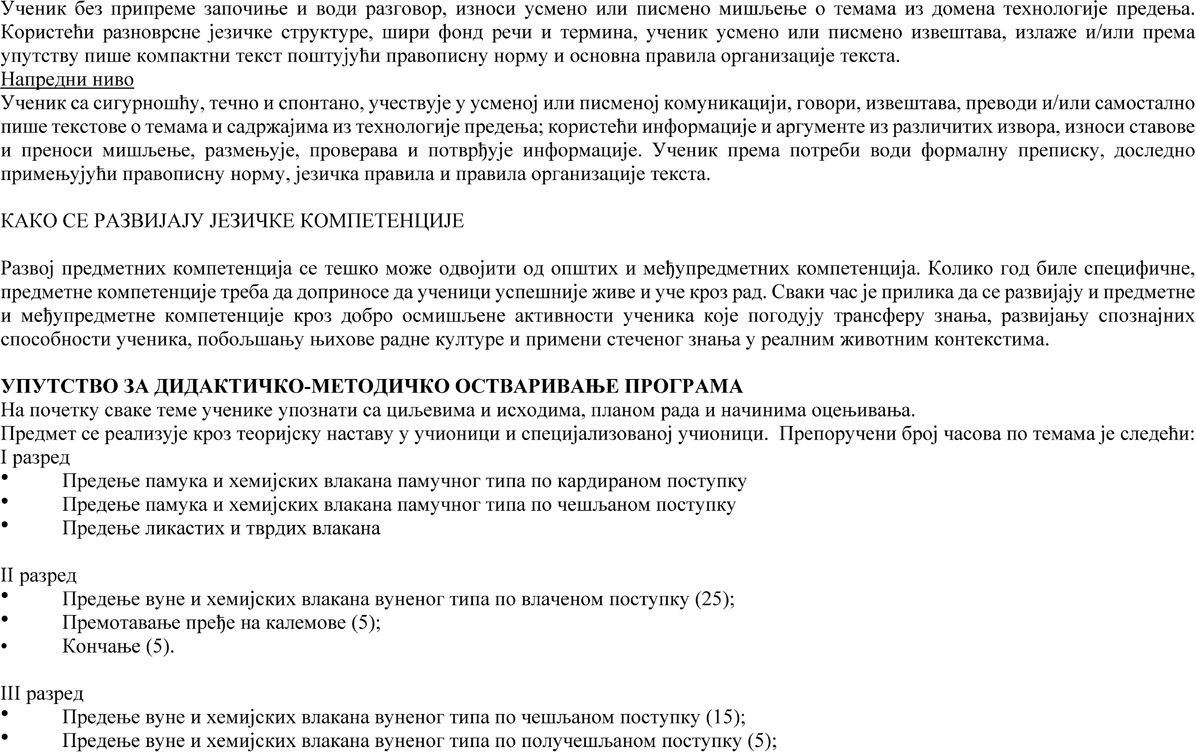 Ученик без припреме започиње и води разговор, износи усмено или писмено мишљење о темама из домена технологије предења.
Користећи разноврсне језичке структуре, шири фонд речи и термина, ученик усмено или писмено извештава, излаже и/или према
упутству пише компактни текст поштујући правописну норму и основна правила организације текста.
Напредни ниво
Ученик са сигурношћу, течно и спонтано, учествује у усменој или писменој комуникацији, говори, извештава, преводи и/или самостално
пише текстове о темама и садржајима из технологије предења; користећи информације и аргументе из различитих извора, износи ставове
и преноси мишљење, размењује, проверава и потврђује информације. Ученик према потреби води формалну преписку, доследно
примењујући правописну норму, језичка правила и правила организације текста.
КАКО СЕ РАЗВИЈАЈУ ЈЕЗИЧКЕ КОМПЕТЕНЦИЈЕ
Развој предметних компетенција се тешко може одвојити од општих и међупредметних компетенција. Колико год биле специфичне,
предметне компетенције треба да доприносе да ученици успешније живе и уче кроз рад. Сваки час је прилика да се развијају и предметне
и међупредметне компетенције кроз добро осмишљене активности ученика које погодују трансферу знања, развијању спознајних
способности ученика, побољшању њихове радне културе и примени стеченог знања у реалним животним контекстима.
УПУТСТВО ЗА ДИДАКТИЧКО-МЕТОДИЧКО ОСТВАРИВАЊЕ ПРОГРАМА
На почетку сваке теме ученике упознати са циљевима и исходима, планом рада и начинима оцењивања.
Предмет се реализује кроз теоријску наставу у учионици и специјализованој учионици. Препоручени број часова по темама је следећи:
I разред
• Предење памука и хемијских влакана памучног типа по кардираном поступку
• Предење памука и хемијских влакана памучног типа по чешљаном поступку
• Предење ликастих и тврдих влакана
II разред
• Предење вуне и хемијских влакана вуненог типа по влаченом поступку (25);
• Премотавање пређе на калемове (5);
• Кончање (5).
III разред
• Предење вуне и хемијских влакана вуненог типа по чешљаном поступку (15);
• Предење вуне и хемијских влакана вуненог типа по получешљаном поступку (5);